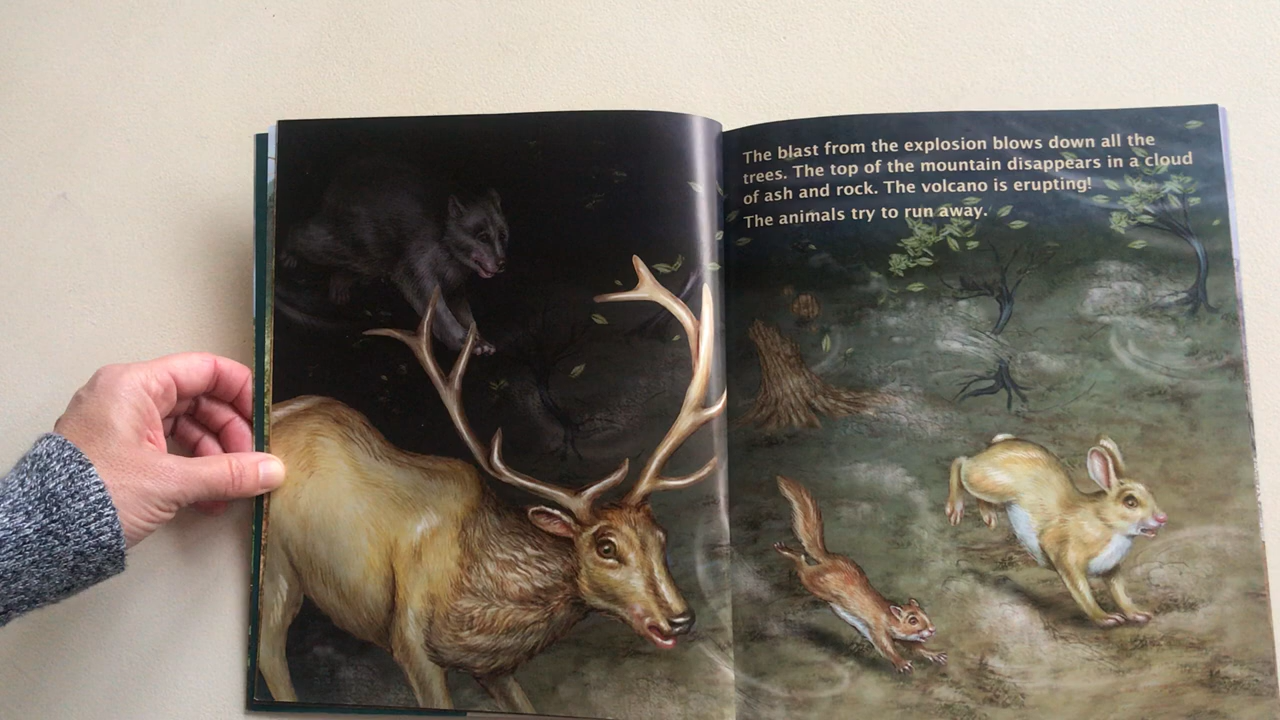 The blast from the explosion blows down all the
trees. The top of the mountain disappears in a cloud
of ash and rock. The volcano is erupting!
The animals try to run away.